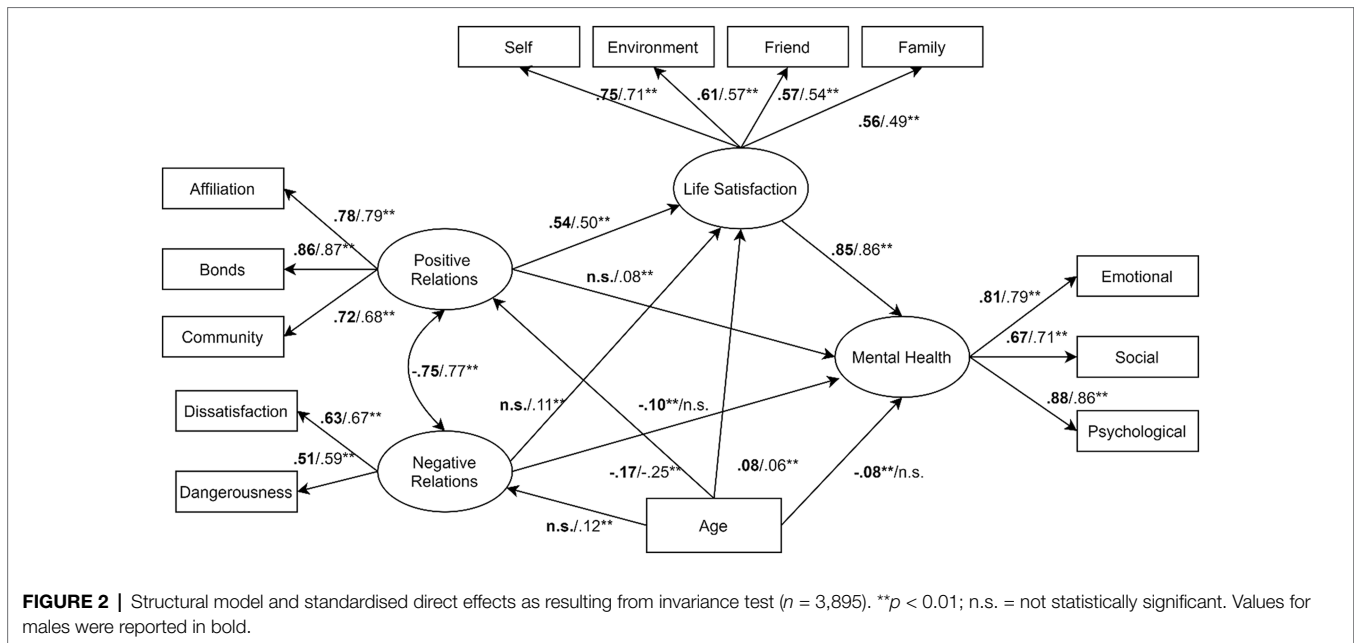 Self
Environment
Friend
Family
.75/.71**
.61/.57**
.57/.54**
.56/.49**
Life Satisfaction
Affiliation
Bonds
Community
.78/.79**
.86/.87**
.72/.68**
Positive
Relations
.54/.50**
n.s./.08**
.85/.86**
Mental Health
Emotional
Social
Psychological
.81/.79**
.67/.71**
.88/.86**
-.75/.77**
Dissatisfaction
Dangerousness
.63/.67**
.51/.59**
Negative
Relations
n.s./.11**
-.10**/n.s.
-.17/-.25**
.08/.06**
-.08**/n.s.
n.s./.12**
Age
FIGURE 2 | Structural model and standardised direct effects as resulting from invariance test (n = 3,895). **p < 0.01; n.s. = not statistically significant. Values for
males were reported in bold.